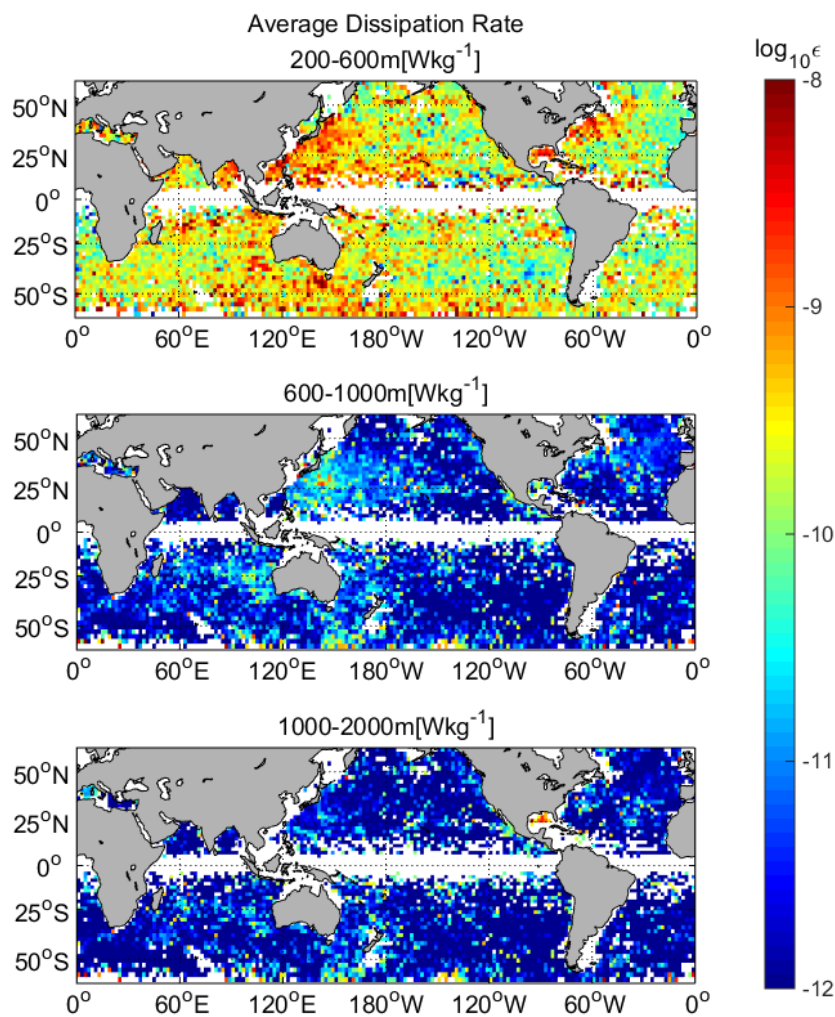 Average Dissipation Rate
200-600m[Wkg⁻¹]
log₁₀ϵ
50°N
25°N
0°
25°S
50°S
0° 60°E 120°E 180°W 120°W 60°W 0°
600-1000m[Wkg⁻¹]
50°N
25°N
0°
25°S
50°S
0° 60°E 120°E 180°W 120°W 60°W 0°
1000-2000m[Wkg⁻¹]
50°N
25°N
0°
25°S
50°S
0° 60°E 120°E 180°W 120°W 60°W 0°
-8
-9
-10
-11
-12